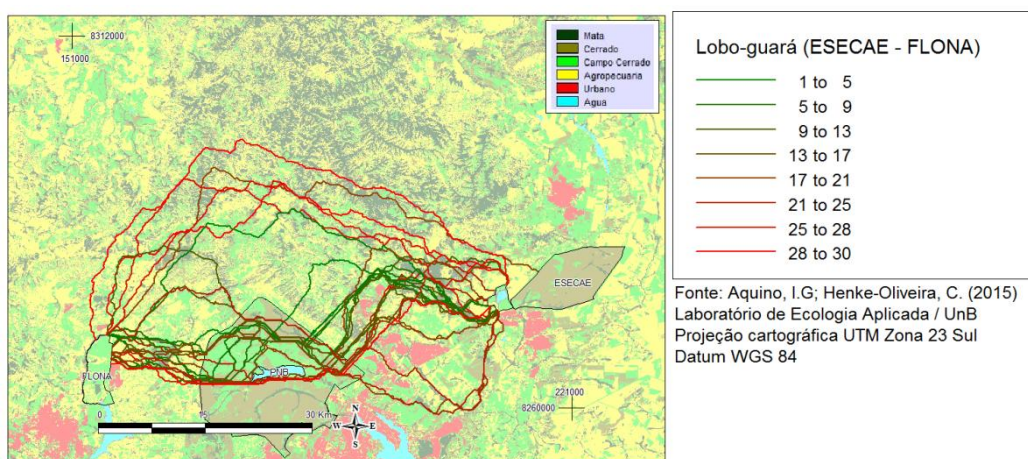 8312000
151000
Mata
Cerrado
Campo Cerrado
Agropecuaria
Urbano
Agua
ESECAE
FLONA
PNB
221000
8260000
0 15 30 Km
N
W E
S
Lobo-guará (ESECAE - FLONA)
1 to 5
5 to 9
9 to 13
13 to 17
17 to 21
21 to 25
25 to 28
28 to 30
Fonte: Aquino, I.G; Henke-Oliveira, C. (2015)
Laboratório de Ecologia Aplicada / UnB
Projeção cartográfica UTM Zona 23 Sul
Datum WGS 84